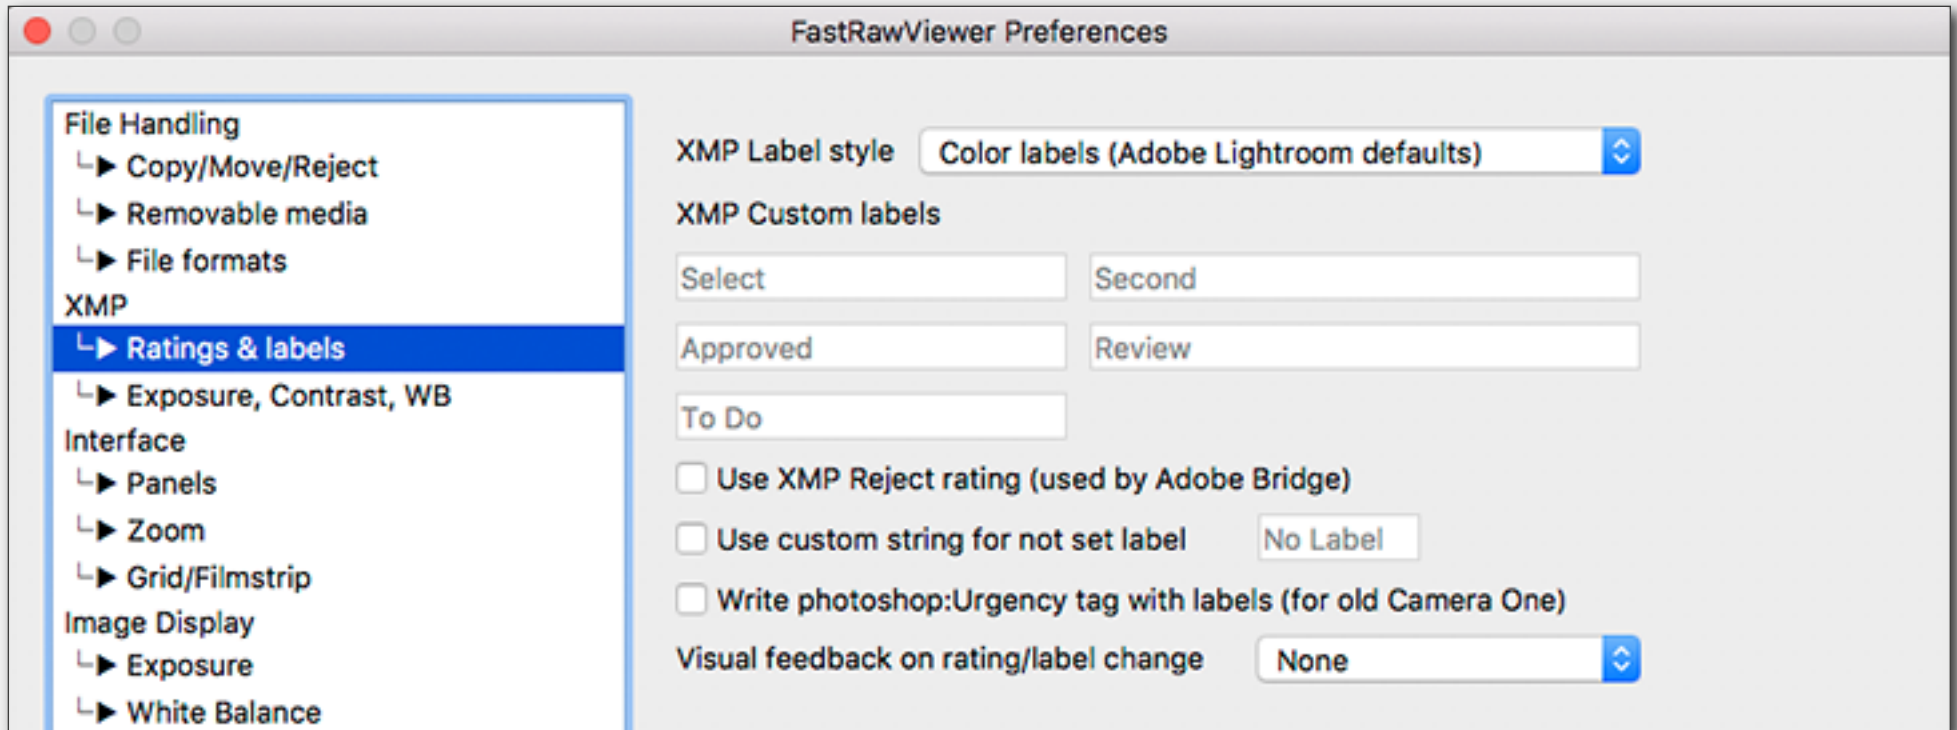 FastRawViewer Preferences
File Handling
Copy/Move/Reject
Removable media
File formats
XMP
Ratings & labels
Exposure, Contrast, WB
Interface
Panels
Zoom
Grid/Filmstrip
Image Display
Exposure
White Balance
XMP Label style Color labels (Adobe Lightroom defaults)
XMP Custom labels
Select Second
Approved Review
To Do
Use XMP Reject rating (used by Adobe Bridge)
Use custom string for not set label No Label
Write photoshop:Urgency tag with labels (for old Camera One)
Visual feedback on rating/label change None